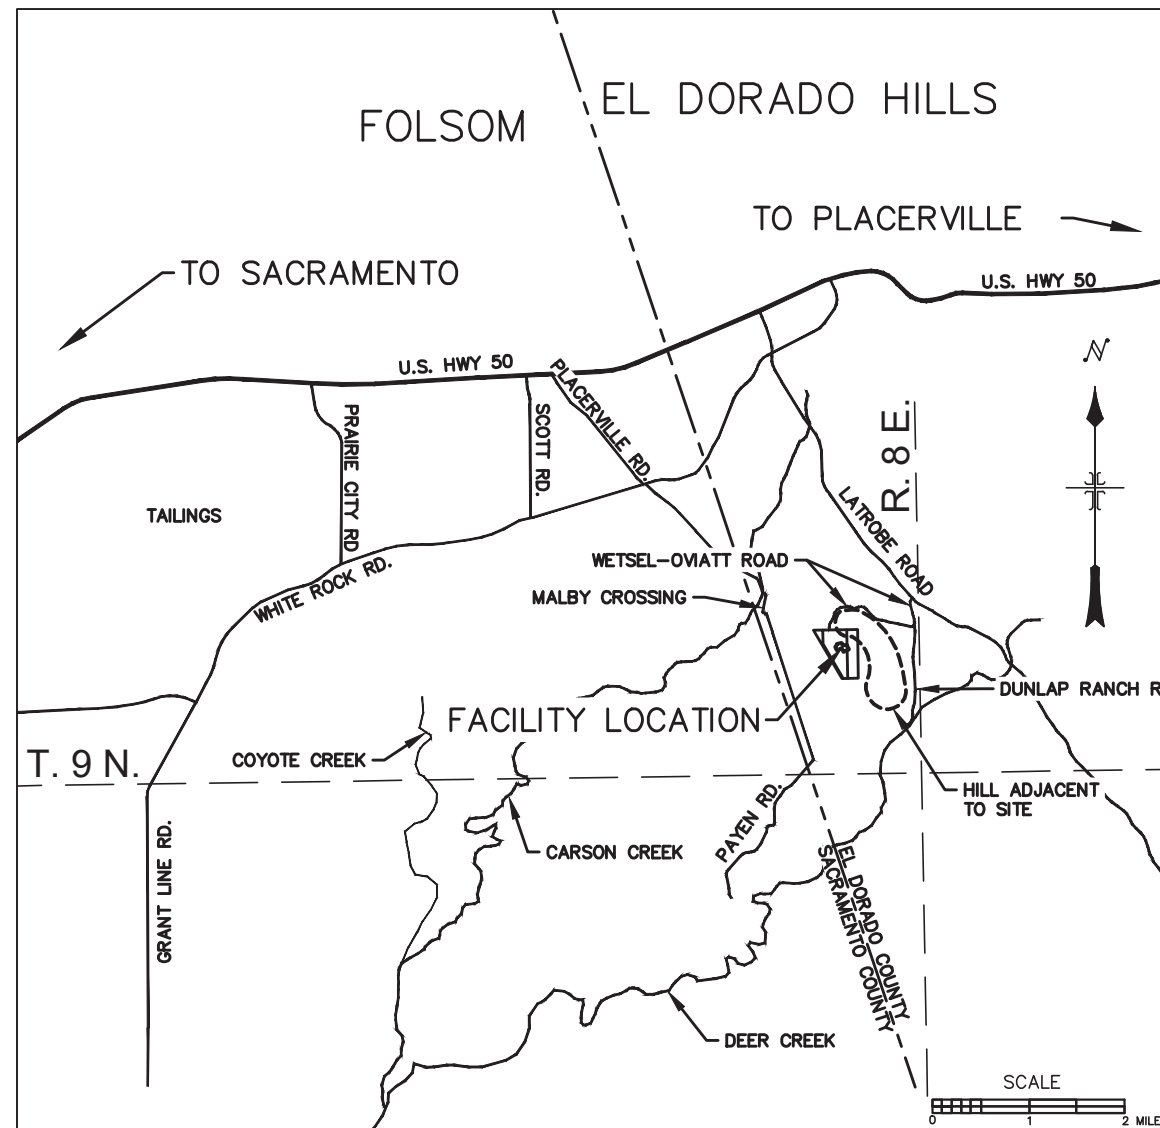 EL DORADO HILLS
FOLSOM
TO PLACERVILLE
TO SACRAMENTO
U.S. HWY 50
U.S. HWY 50
N
PLACERVILLE RD.
PRAIRIE CITY RD
SCOTT RD.
R. 8 E.
LATROBE ROAD
TAILINGS
WETSEL-OVIATT ROAD
WHITE ROCK RD.
MALBY CROSSING
DUNLAP RANCH R
FACILITY LOCATION
COYOTE CREEK
T. 9 N.
HILL ADJACENT
TO SITE
PAYEN RD.
CARSON CREEK
GRANT LINE RD.
EL DORADO COUNTY
SACRAMENTO COUNTY
DEER CREEK
SCALE
0 1 2 MILE